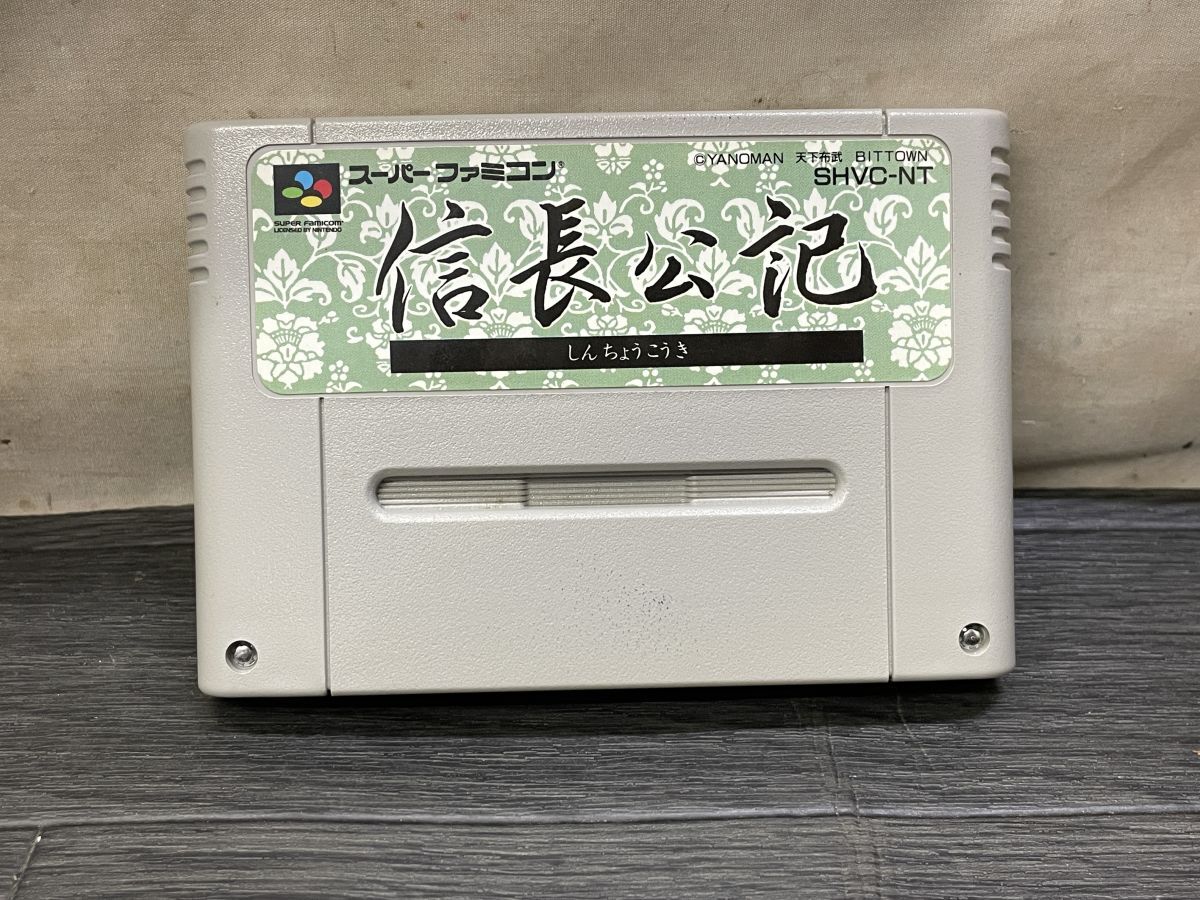 スーパーファミコン®
©YANOMAN 天下布武 BITTOWN
SHVC-NT
SUPER FAMICOM
LICENSED BY NINTENDO
信長公記
しんちょうこうき